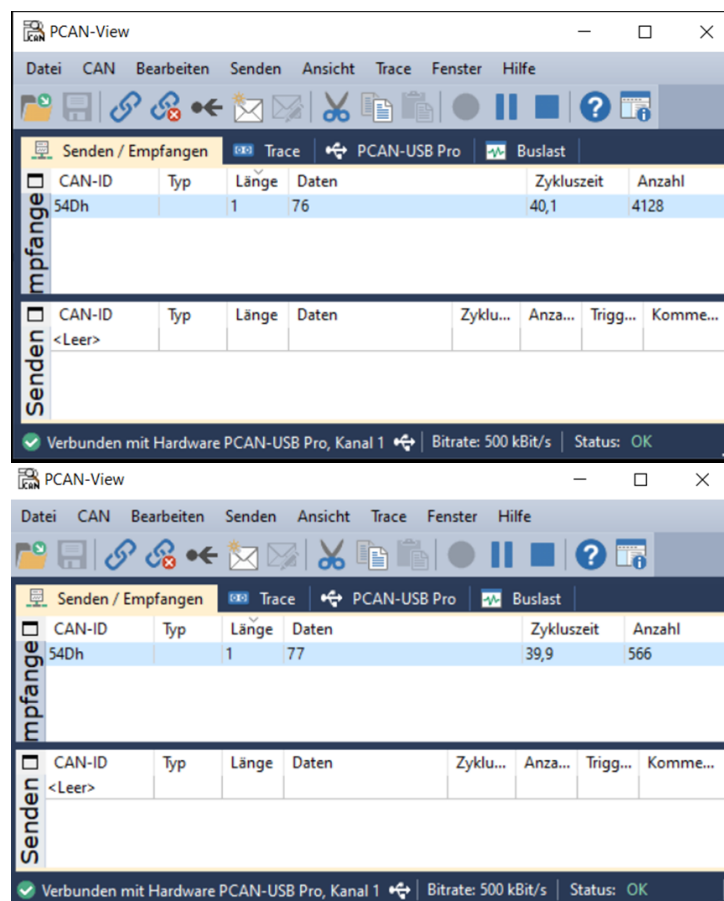 PCAN-View
Datei CAN Bearbeiten Senden Ansicht Trace Fenster Hilfe
Senden / Empfangen Trace PCAN-USB Pro Buslast
CAN-ID Typ Länge Daten Zykluszeit Anzahl
54Dh 1 76 40,1 4128
mpfange
CAN-ID Typ Länge Daten Zyklu... Anza... Trigg... Komme...
<Leer>
Senden
Verbunden mit Hardware PCAN-USB Pro, Kanal 1 Bitrate: 500 kBit/s Status: OK
PCAN-View
Datei CAN Bearbeiten Senden Ansicht Trace Fenster Hilfe
Senden / Empfangen Trace PCAN-USB Pro Buslast
CAN-ID Typ Länge Daten Zykluszeit Anzahl
54Dh 1 77 39,9 566
mpfange
CAN-ID Typ Länge Daten Zyklu... Anza... Trigg... Komme...
<Leer>
Senden
Verbunden mit Hardware PCAN-USB Pro, Kanal 1 Bitrate: 500 kBit/s Status: OK